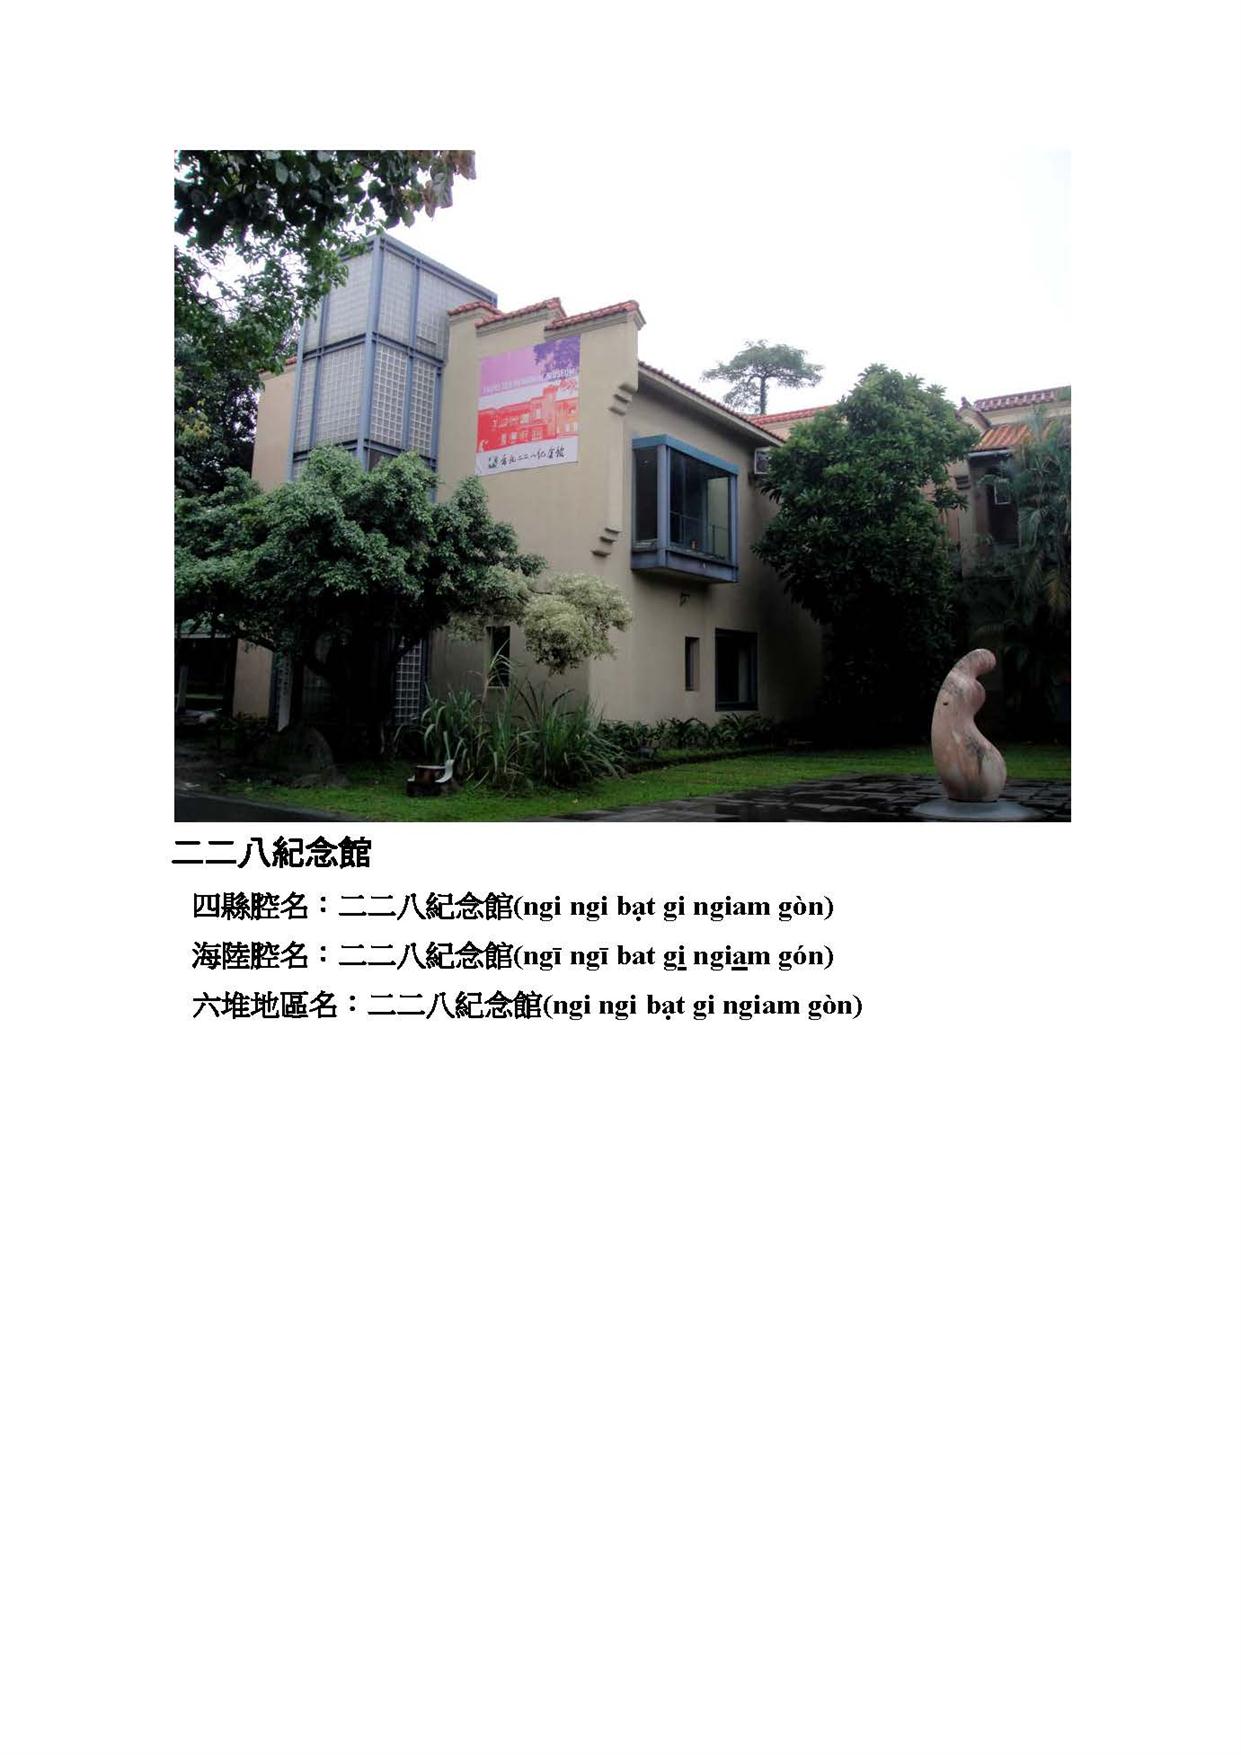 TAIPEI 228 MEMORIAL MUSEUM
台北二二八紀念館
二二八紀念館
四縣腔名：二二八紀念館(ngi ngi bạt gi ngiam gòn)
海陸腔名：二二八紀念館(ngī ngī bat gi̲ ngia̲m gón)
六堆地區名：二二八紀念館(ngi ngi bạt gi ngiam gòn)